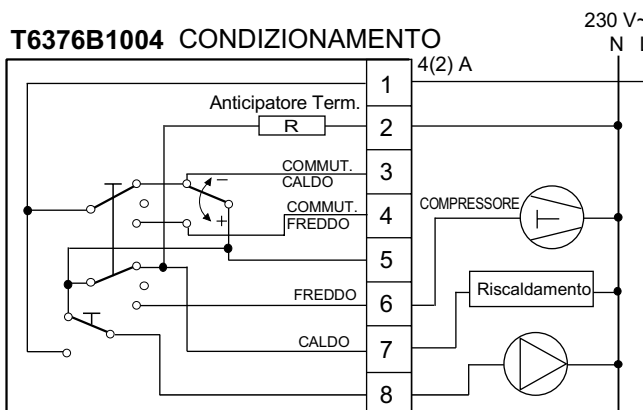 T6376B1004 CONDIZIONAMENTO
230 V~
N
4(2) A
1
Anticipatore Term.
R
2
COMMUT.
CALDO
3
–
+
COMMUT.
FREDDO
4
COMPRESSORE
5
FREDDO
6
Riscaldamento
CALDO
7
8